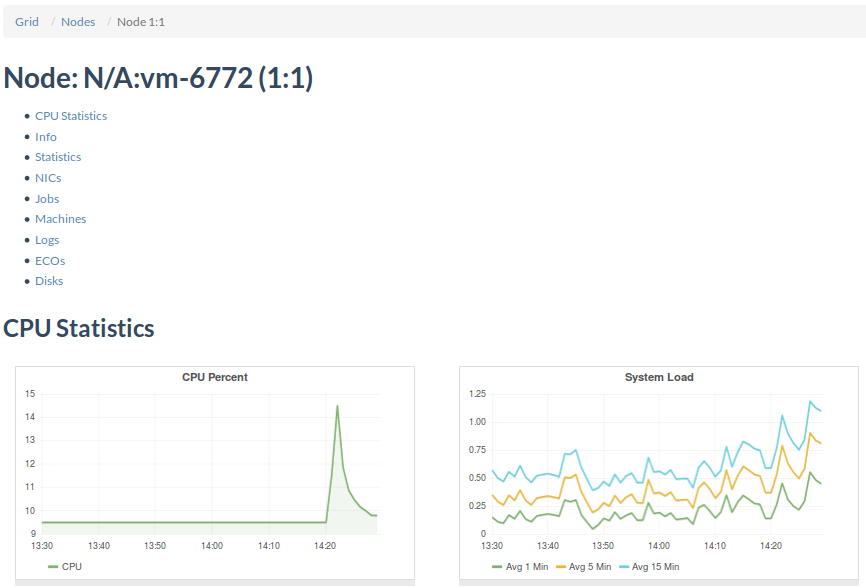 Grid / Nodes / Node 1:1
Node: N/A:vm-6772 (1:1)
CPU Statistics
Info
Statistics
NICs
Jobs
Machines
Logs
ECOs
Disks
CPU Statistics
CPU Percent
15
14
13
12
11
10
9
13:30 13:40 13:50 14:00 14:10 14:20
CPU
System Load
1.25
1.00
0.75
0.50
0.25
0
13:30 13:40 13:50 14:00 14:10 14:20
Avg 1 Min Avg 5 Min Avg 15 Min